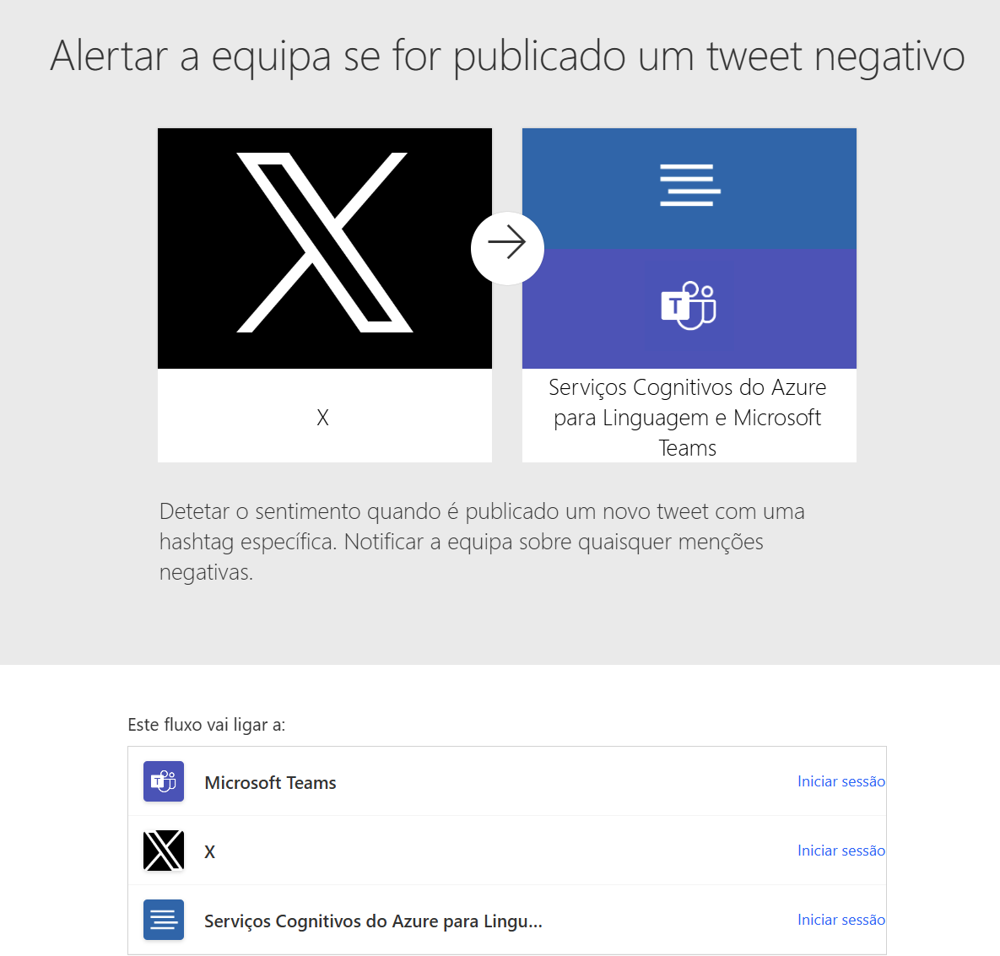 Alertar a equipa se for publicado um tweet negativo
X
Serviços Cognitivos do Azure
para Linguagem e Microsoft
Teams
Detetar o sentimento quando é publicado um novo tweet com uma
hashtag específica. Notificar a equipa sobre quaisquer menções
negativas.
Este fluxo vai ligar a:
Microsoft Teams Iniciar sessão
X Iniciar sessão
Serviços Cognitivos do Azure para Lingu... Iniciar sessão